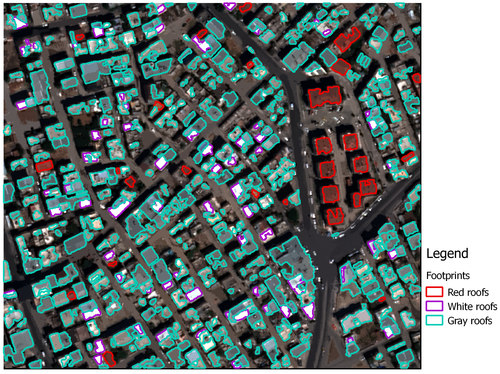 Legend
Footprints
Red roofs
White roofs
Gray roofs